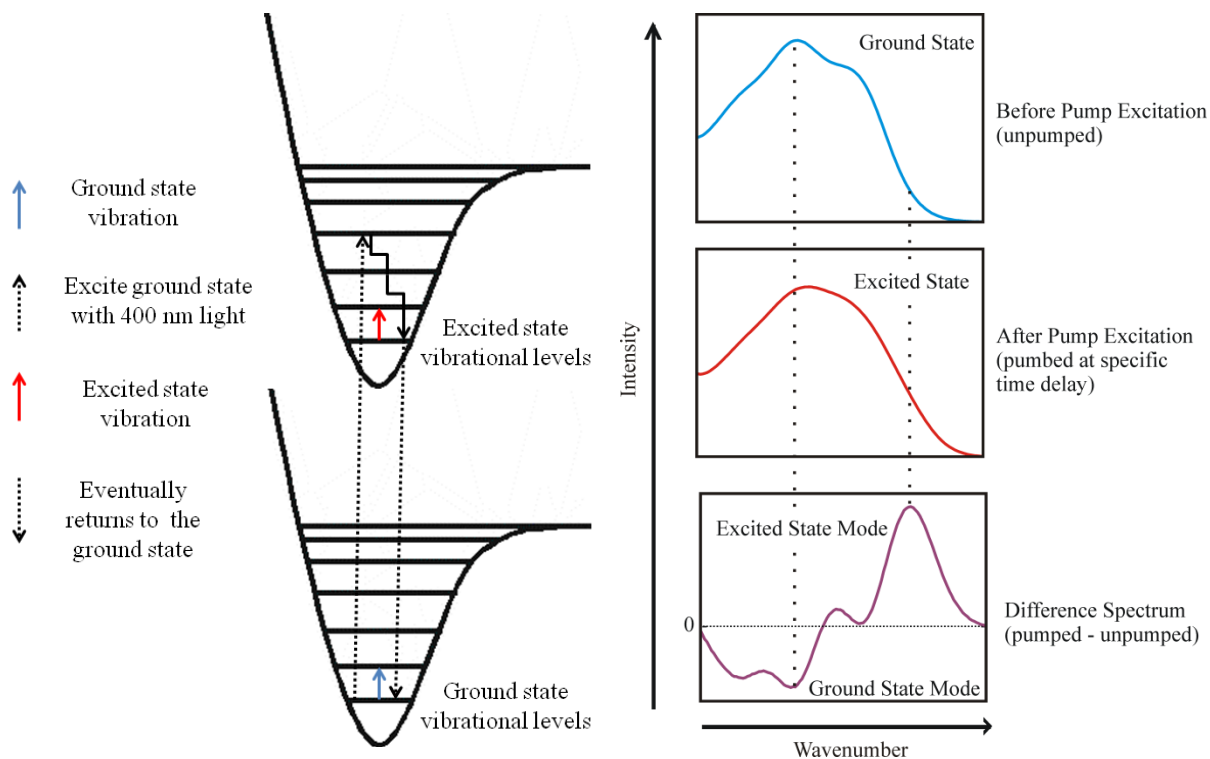 Ground state
vibration
Excite ground state
with 400 nm light
Excited state
vibration
Eventually
returns to the
ground state
Excited state
vibrational levels
Ground state
vibrational levels
Intensity
Ground State
Before Pump Excitation
(unpumped)
Excited State
After Pump Excitation
(pumbed at specific
time delay)
Excited State Mode
0
Ground State Mode
Difference Spectrum
(pumped - unpumped)
Wavenumber